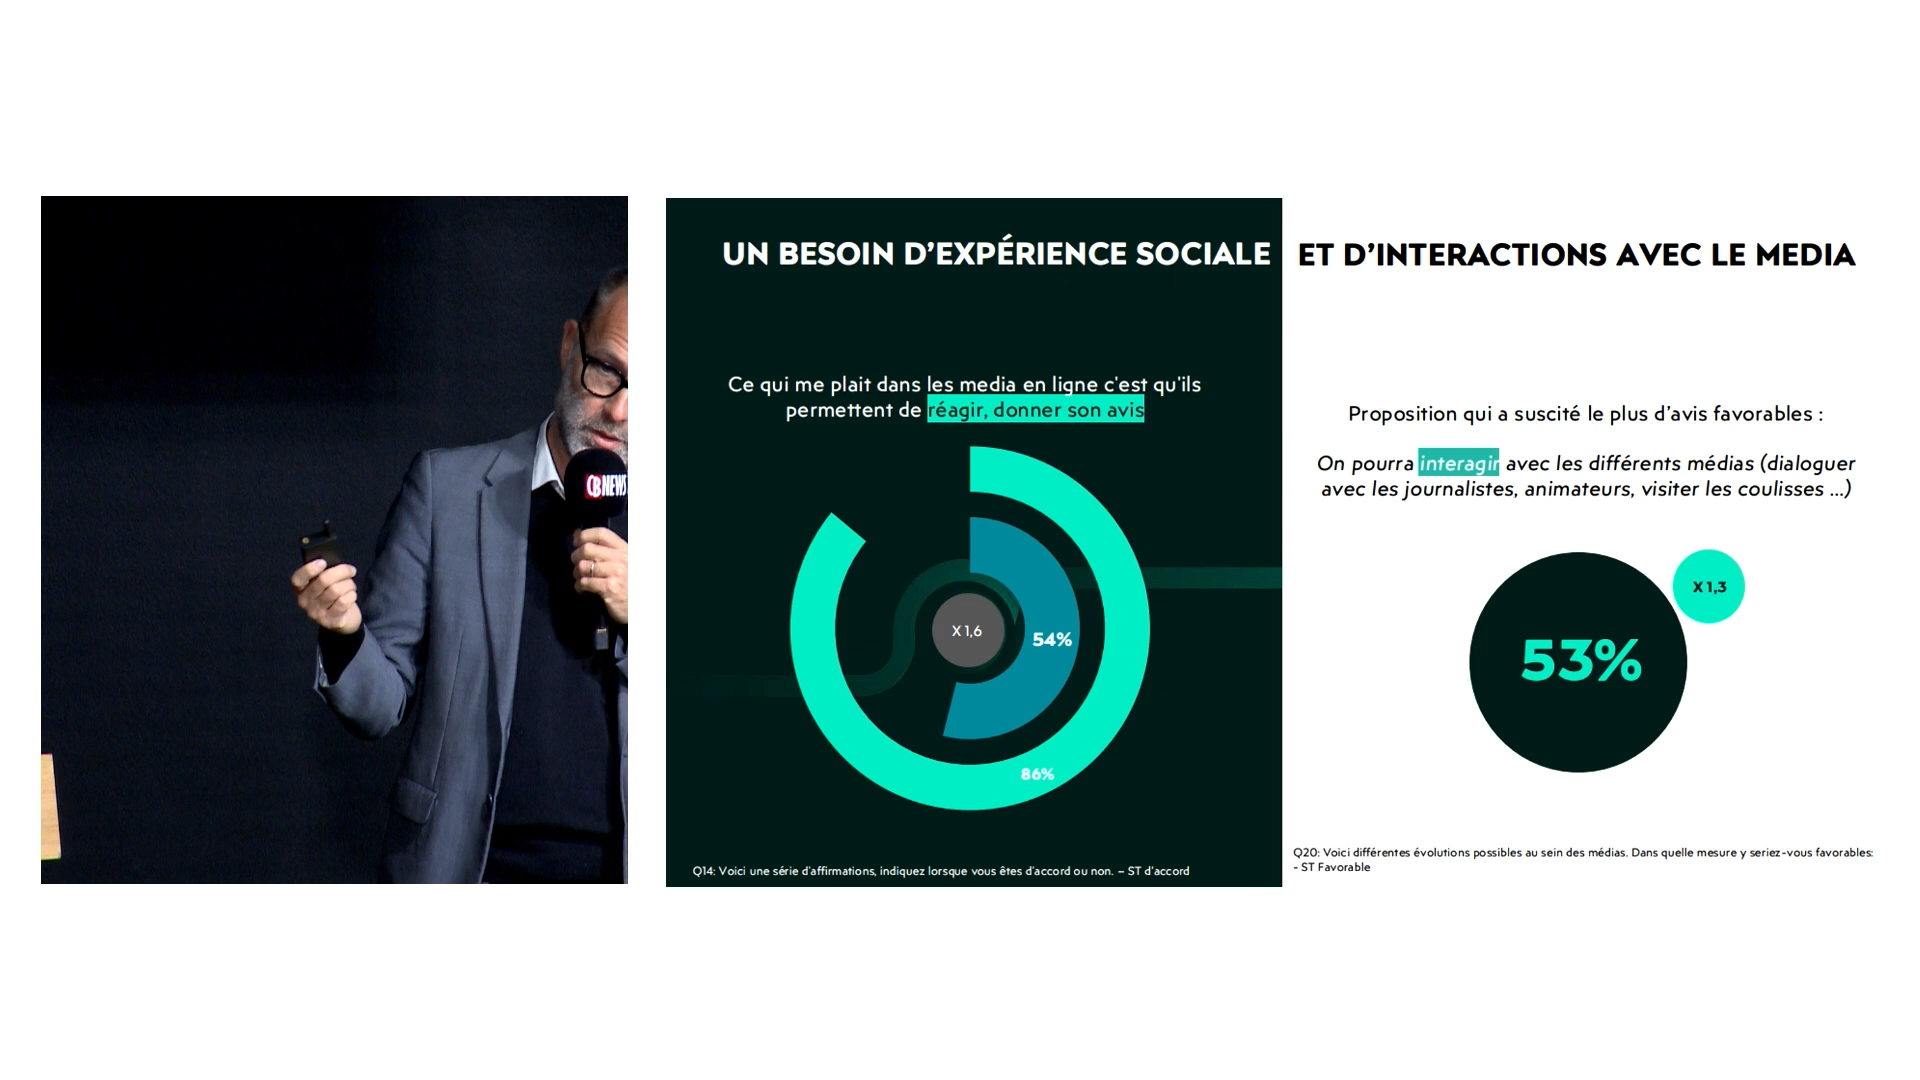 CB NEWS
UN BESOIN D'EXPÉRIENCE SOCIALE ET D'INTERACTIONS AVEC LE MEDIA
Ce qui me plait dans les media en ligne c'est qu'ils
permettent de réagir, donner son avis
X 1,6
54%
86%
Q14: Voici une série d'affirmations, indiquez lorsque vous êtes d'accord ou non. – ST d'accord
Proposition qui a suscité le plus d'avis favorables :
On pourra interagir avec les différents médias (dialoguer
avec les journalistes, animateurs, visiter les coulisses ...)
X 1,3
53%
Q20: Voici différentes évolutions possibles au sein des médias. Dans quelle mesure y seriez-vous favorables:
- ST Favorable